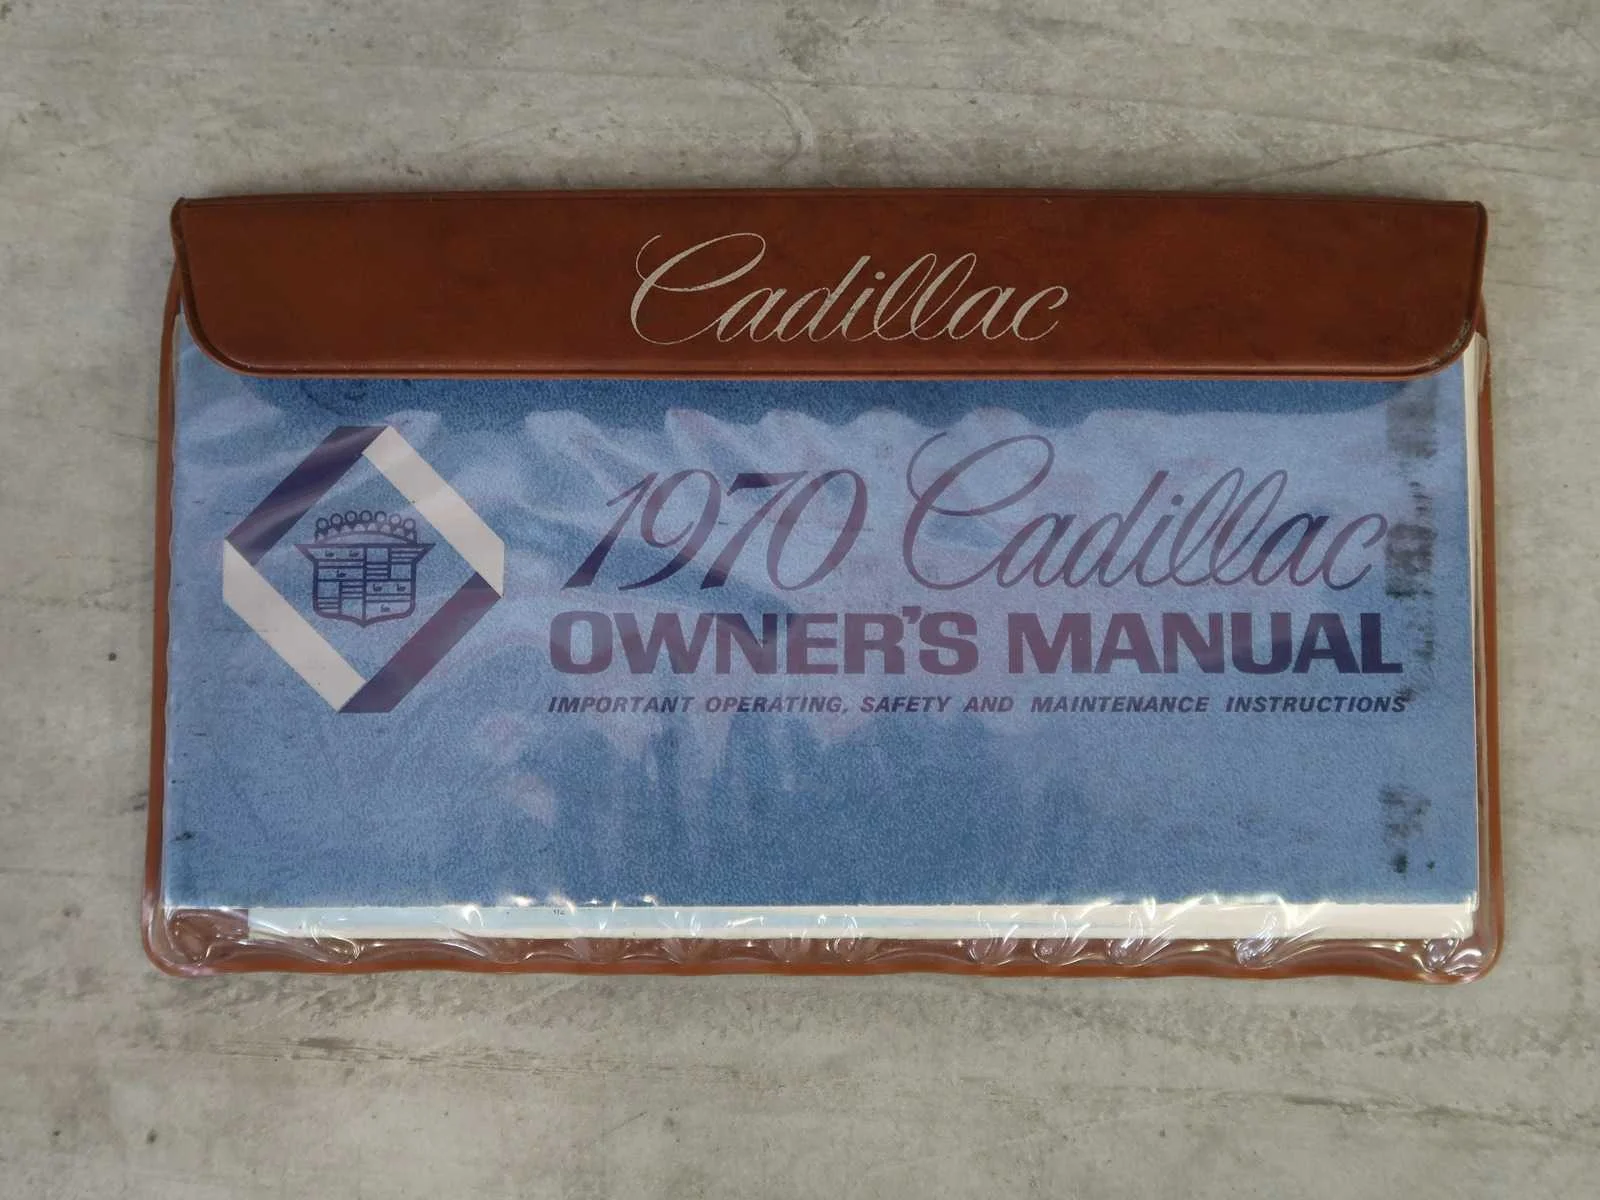 Cadillac
1970 Cadillac
OWNER'S MANUAL
IMPORTANT OPERATING, SAFETY AND MAINTENANCE INSTRUCTIONS